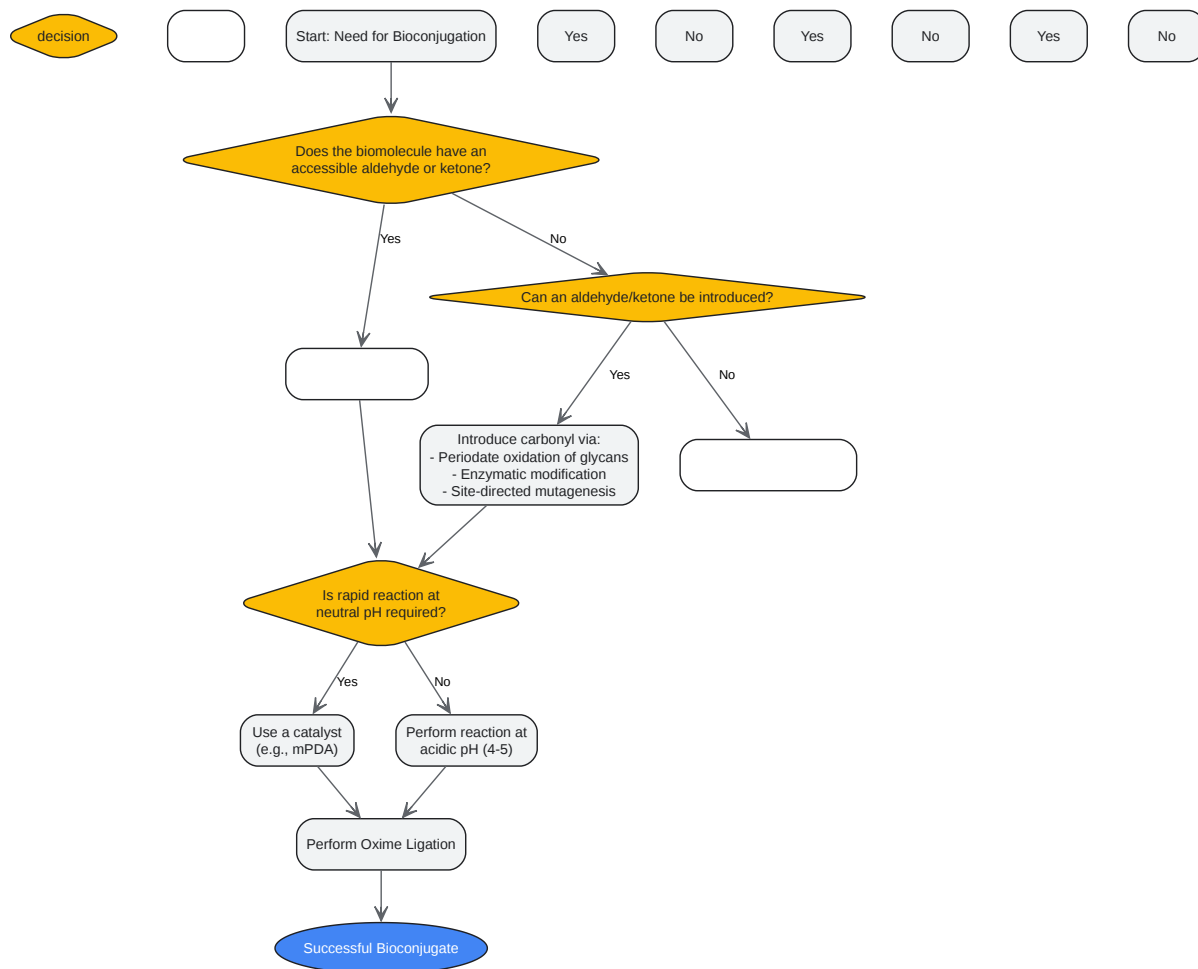 decision
Start: Need for Bioconjugation
Yes
No
Yes
No
Yes
No
Does the biomolecule have an
accessible aldehyde or ketone?
Yes
No
Can an aldehyde/ketone be introduced?
Yes
No
Introduce carbonyl via:
- Periodate oxidation of glycans
- Enzymatic modification
- Site-directed mutagenesis
Is rapid reaction at
neutral pH required?
Yes
No
Use a catalyst
(e.g., mPDA)
Perform reaction at
acidic pH (4-5)
Perform Oxime Ligation
Successful Bioconjugate